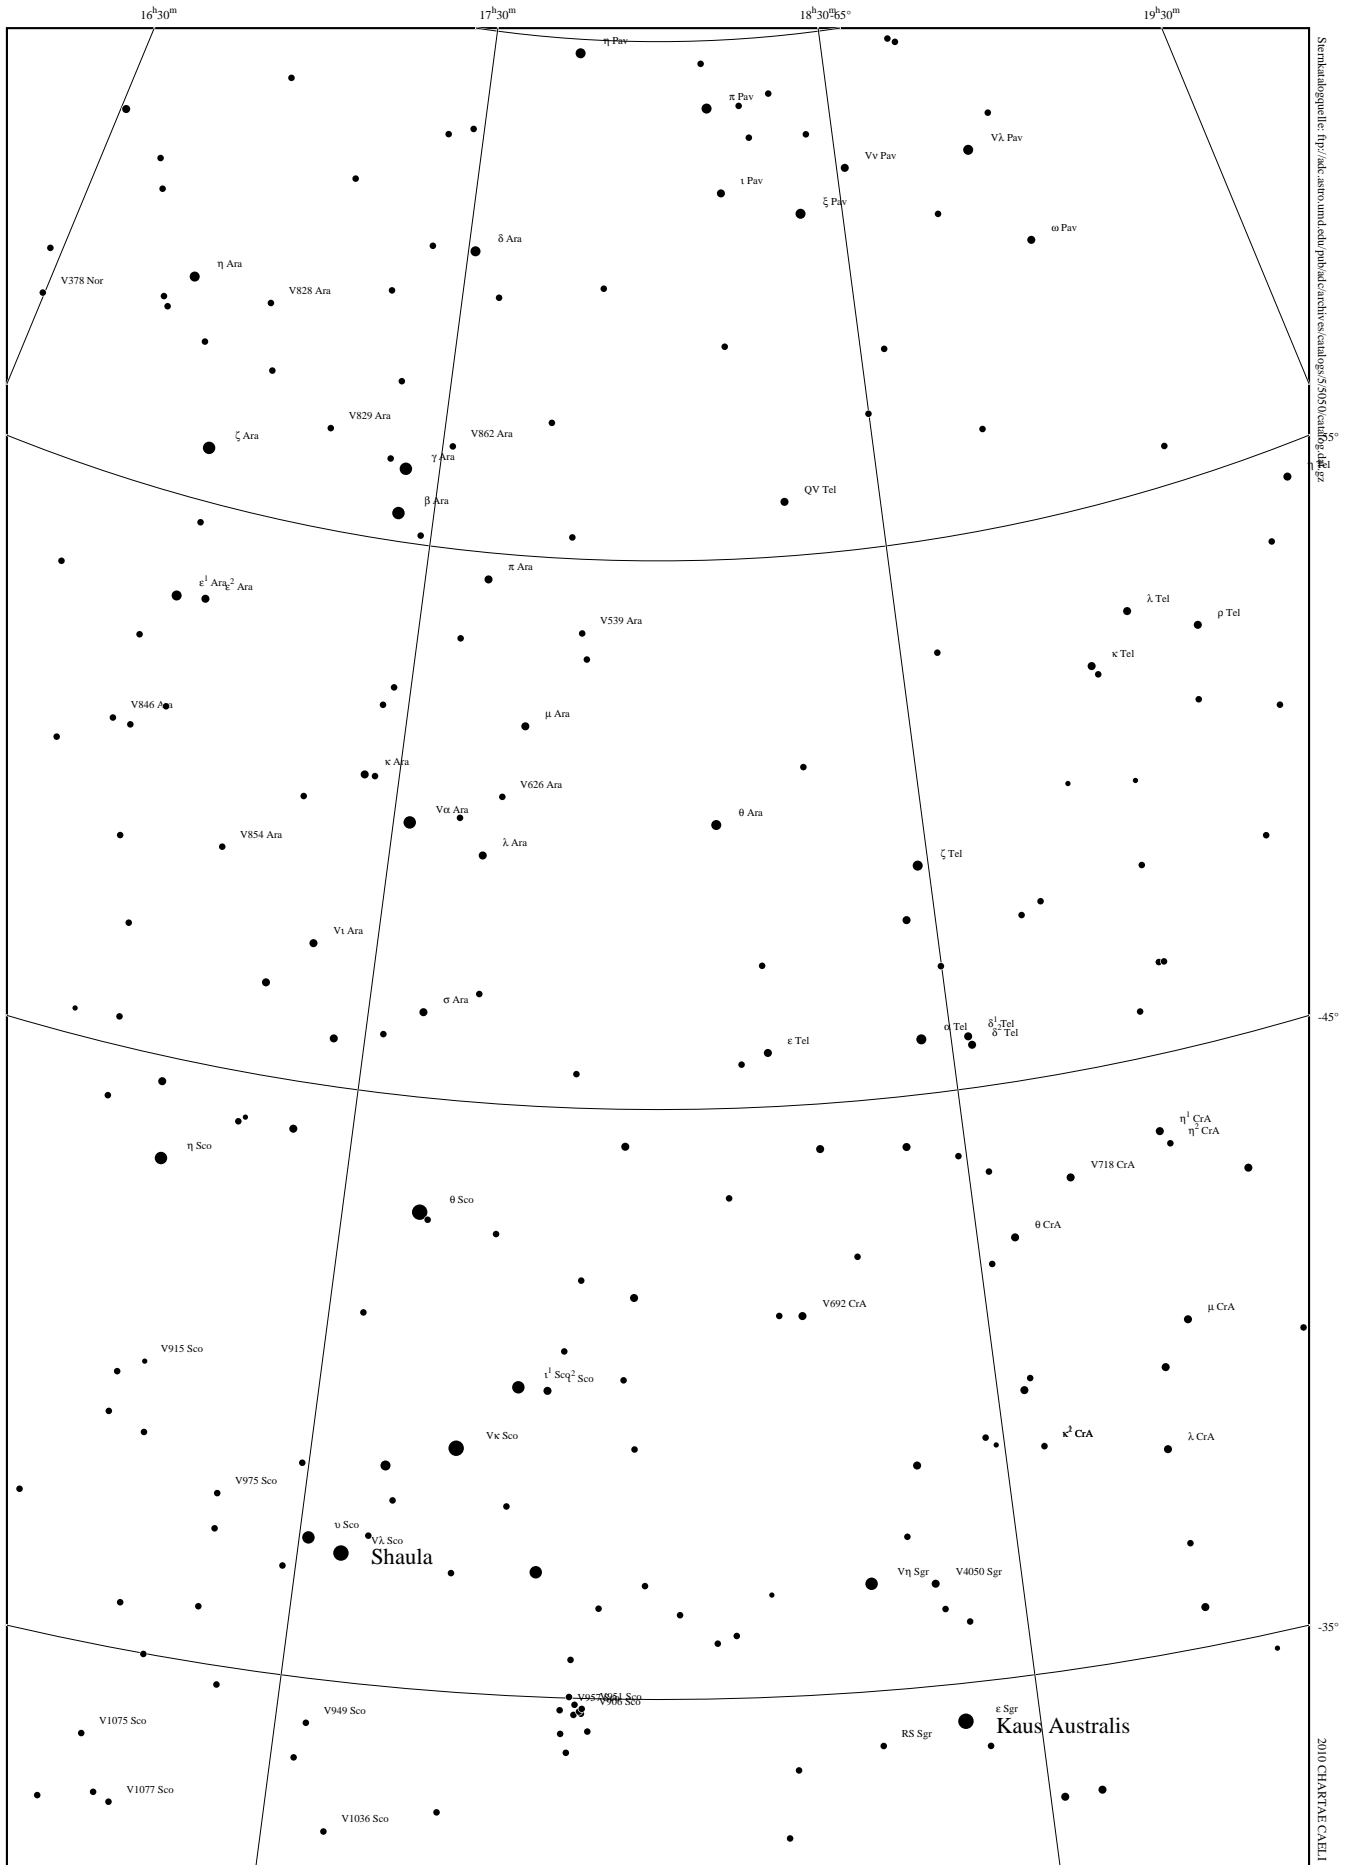 16h30m
17h30m
18h30m
-65°
19h30m
η Pav
π Pav
Vλ Pav
Vν Pav
ι Pav
ξ Pav
ω Pav
δ Ara
η Ara
V378 Nor
V828 Ara
V829 Ara
V862 Ara
ζ Ara
-55°
γ Ara
η Tel
β Ara
QV Tel
π Ara
ε1 Ara
ε2 Ara
λ Tel
ρ Tel
V539 Ara
κ Tel
V846 Ara
μ Ara
κ Ara
V626 Ara
Vα Ara
θ Ara
V854 Ara
λ Ara
ζ Tel
Vι Ara
σ Ara
-45°
α Tel
δ1 Tel
δ2 Tel
ε Tel
η1 CrA
η2 CrA
η Sco
V718 CrA
θ Sco
θ CrA
V692 CrA
μ CrA
V915 Sco
ι1 Sco
ι2 Sco
Vκ Sco
CrA
λ CrA
V975 Sco
υ Sco
Vλ Sco
Shaula
Vη Sgr
V4050 Sgr
-35°
V957
V951 Sco
V906 Sco
ε Sgr
Kaus Australis
V949 Sco
V1075 Sco
RS Sgr
V1077 Sco
V1036 Sco
Sternkatalogquelle: ftp://adc.astro.umd.edu/pub/adc/archives/catalogs/5/5050/catalog.dat.gz
2010 CHARTAE CAELI